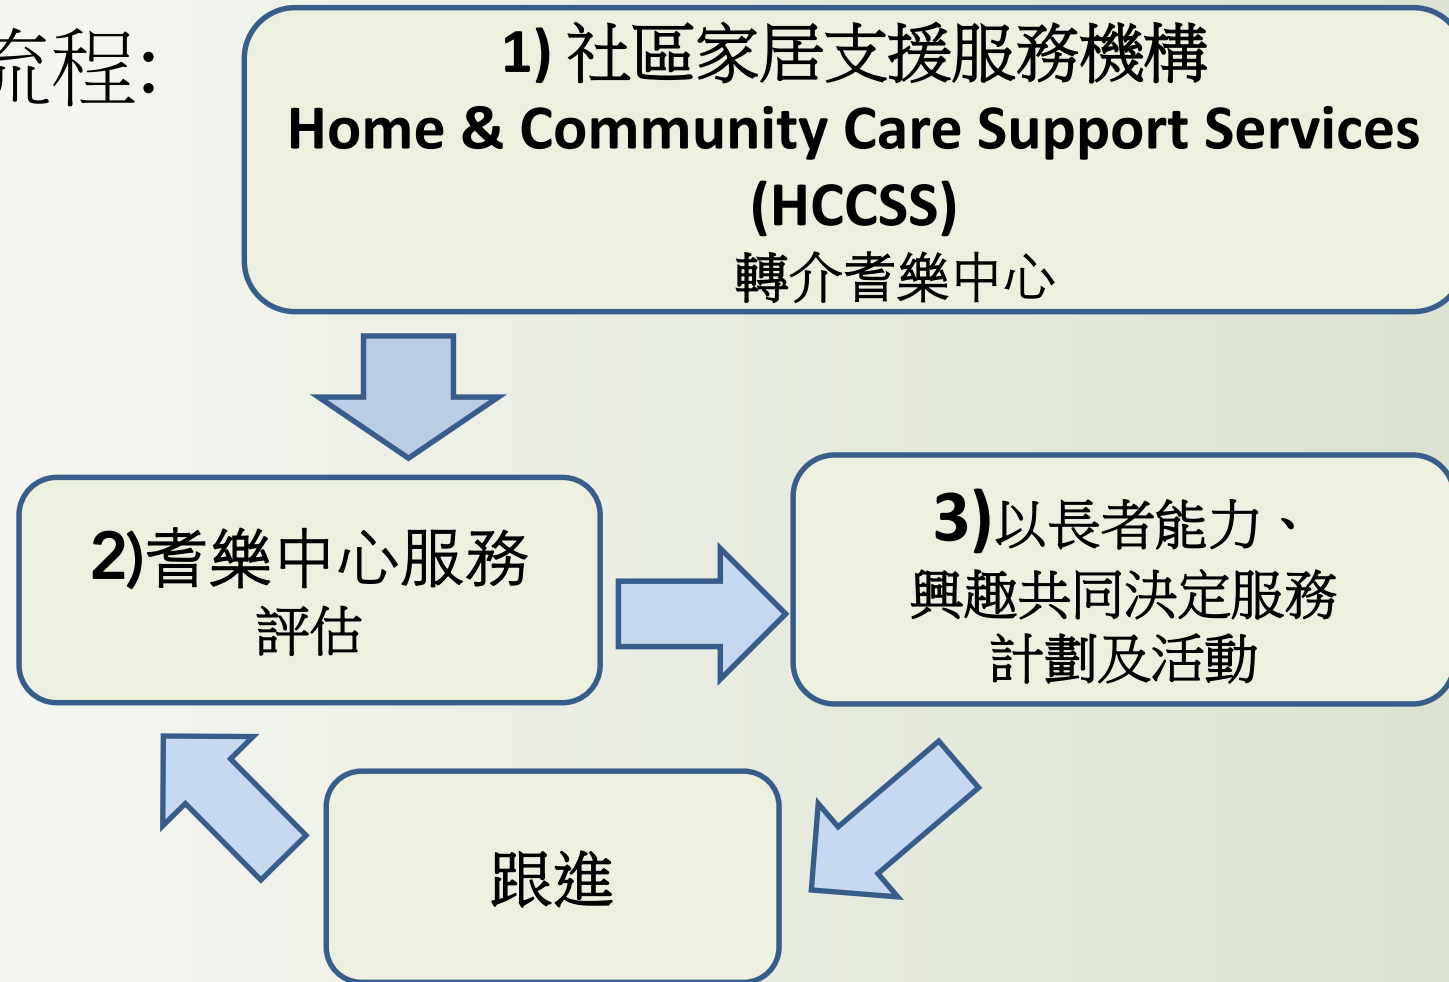 流程:
1) 社區家居支援服務機構
Home & Community Care Support Services
(HCCSS)
轉介耆樂中心
2)耆樂中心服務
評估
3)以長者能力、
興趣共同決定服務
計劃及活動
跟進